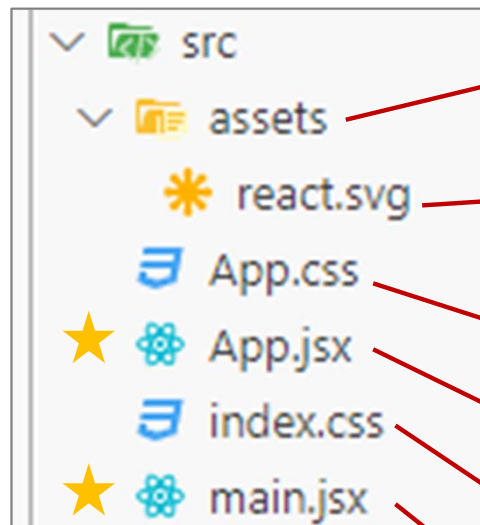 src
assets
react.svg
App.css
App.jsx
index.css
main.jsx